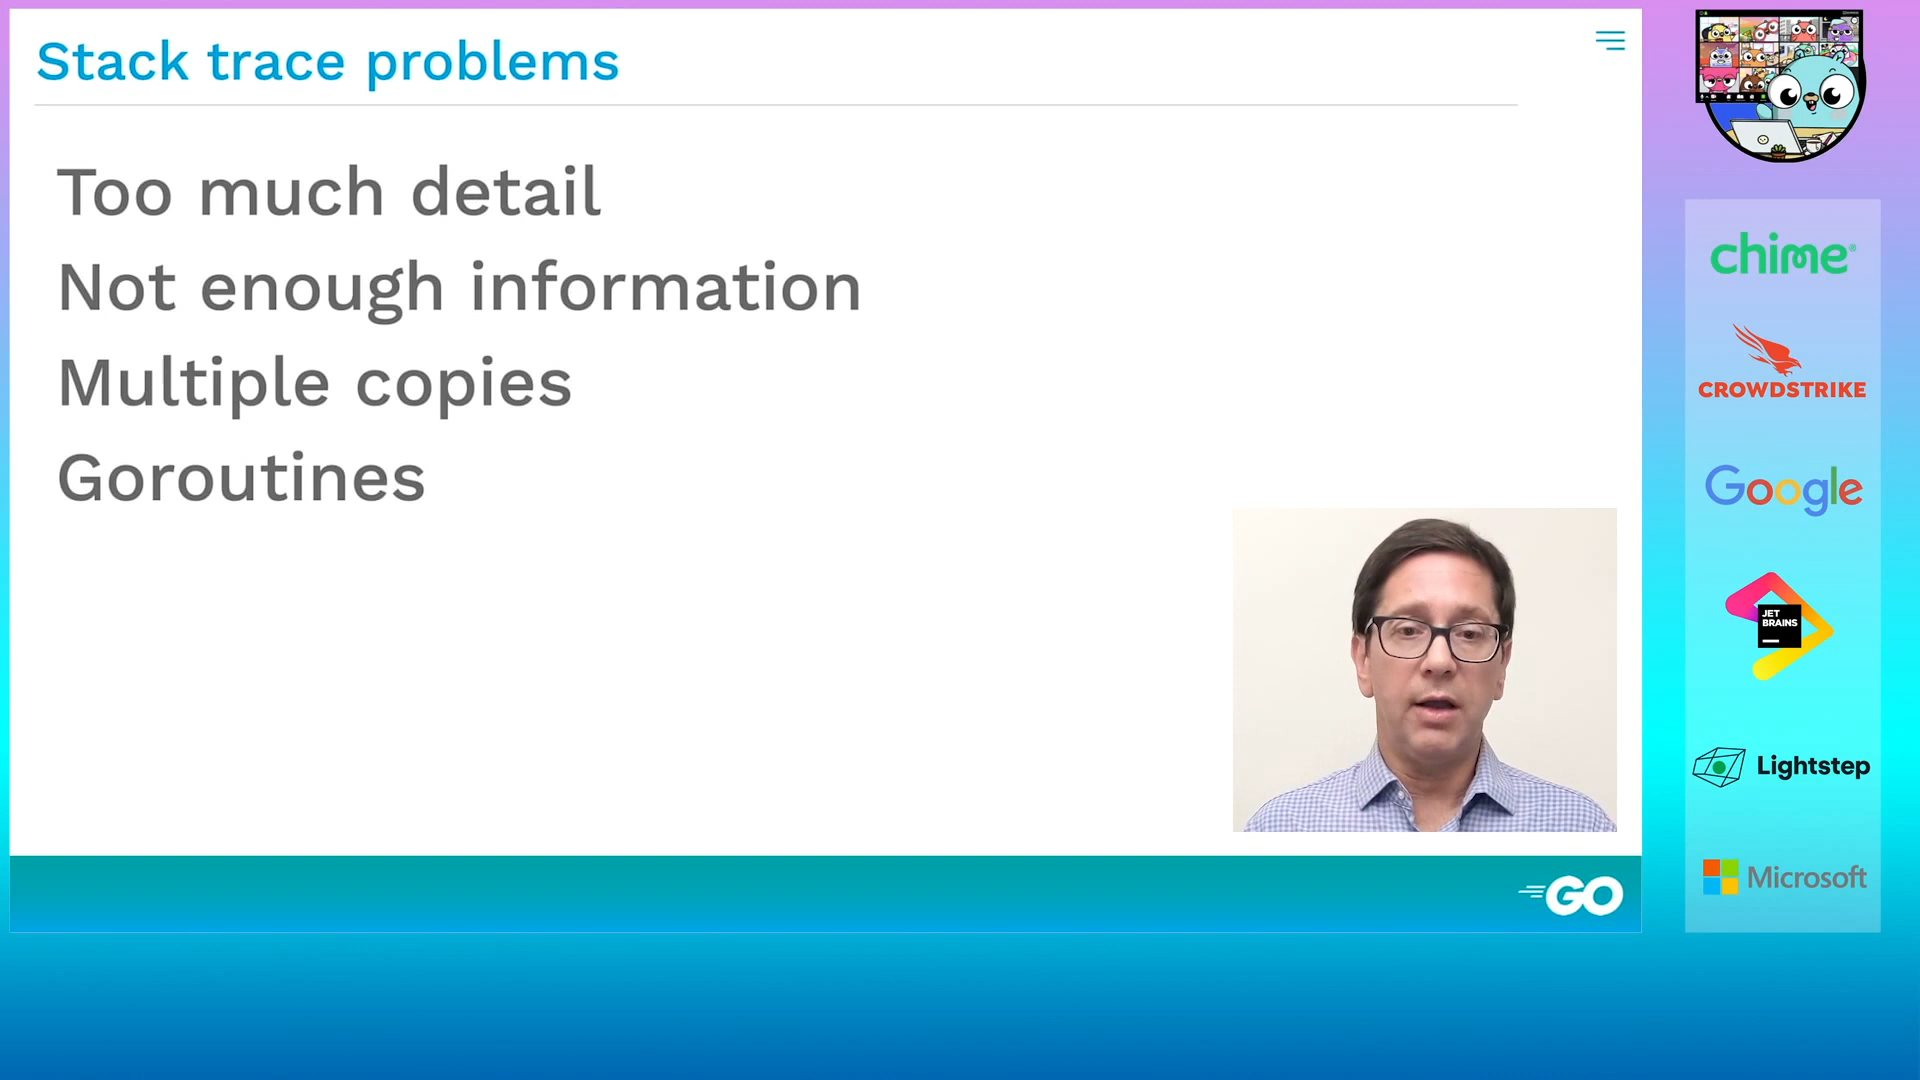 Stack trace problems
Too much detail
Not enough information
Multiple copies
Goroutines
GO
chime
CROWDSTRIKE
Google
JET
BRAINS
Lightstep
Microsoft